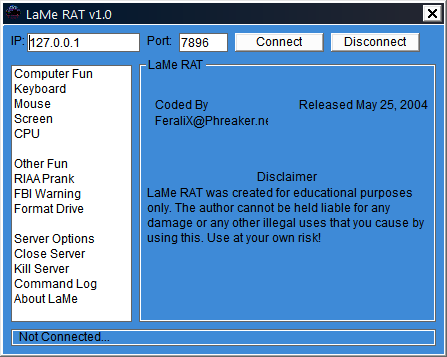 LaMe RAT v1.0
IP: 127.0.0.1 Port: 7896 Connect Disconnect
Computer Fun
Keyboard
Mouse
Screen
CPU
Other Fun
RIAA Prank
FBI Warning
Format Drive
Server Options
Close Server
Kill Server
Command Log
About LaMe
LaMe RAT
Coded By Released May 25, 2004
FeraliX@Phreaker.ne
Disclaimer
LaMe RAT was created for educational purposes
only. The author cannot be held liable for any
damage or any other illegal uses that you cause by
using this. Use at your own risk!
Not Connected...